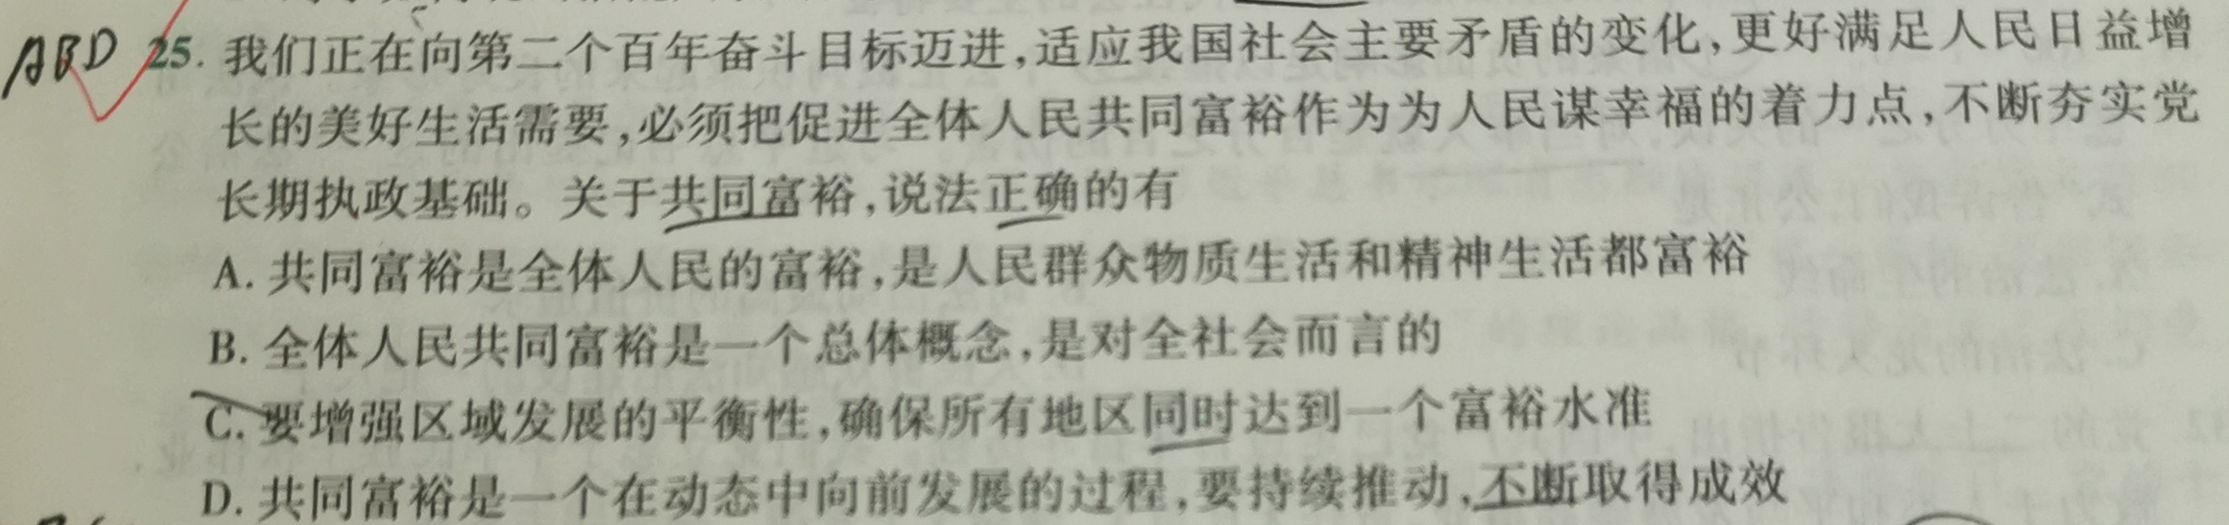 ABD 25. 我们正在向第二个百年奋斗目标迈进,适应我国社会主要矛盾的变化,更好满足人民日益增
长的美好生活需要,必须把促进全体人民共同富裕作为为人民谋幸福的着力点,不断夯实党
长期执政基础。关于共同富裕,说法正确的有
A. 共同富裕是全体人民的富裕,是人民群众物质生活和精神生活都富裕
B. 全体人民共同富裕是一个总体概念,是对全社会而言的
C. 要增强区域发展的平衡性,确保所有地区同时达到一个富裕水准
D. 共同富裕是一个在动态中向前发展的过程,要持续推动,不断取得成效